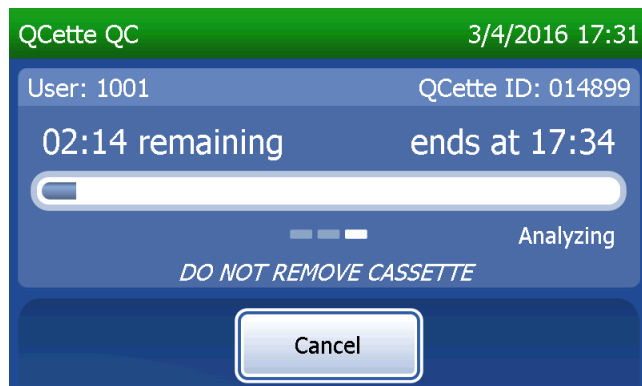 QCette QC 3/4/2016 17:31
User: 1001 QCette ID: 014899
02:14 remaining ends at 17:34
Analyzing
DO NOT REMOVE CASSETTE
Cancel